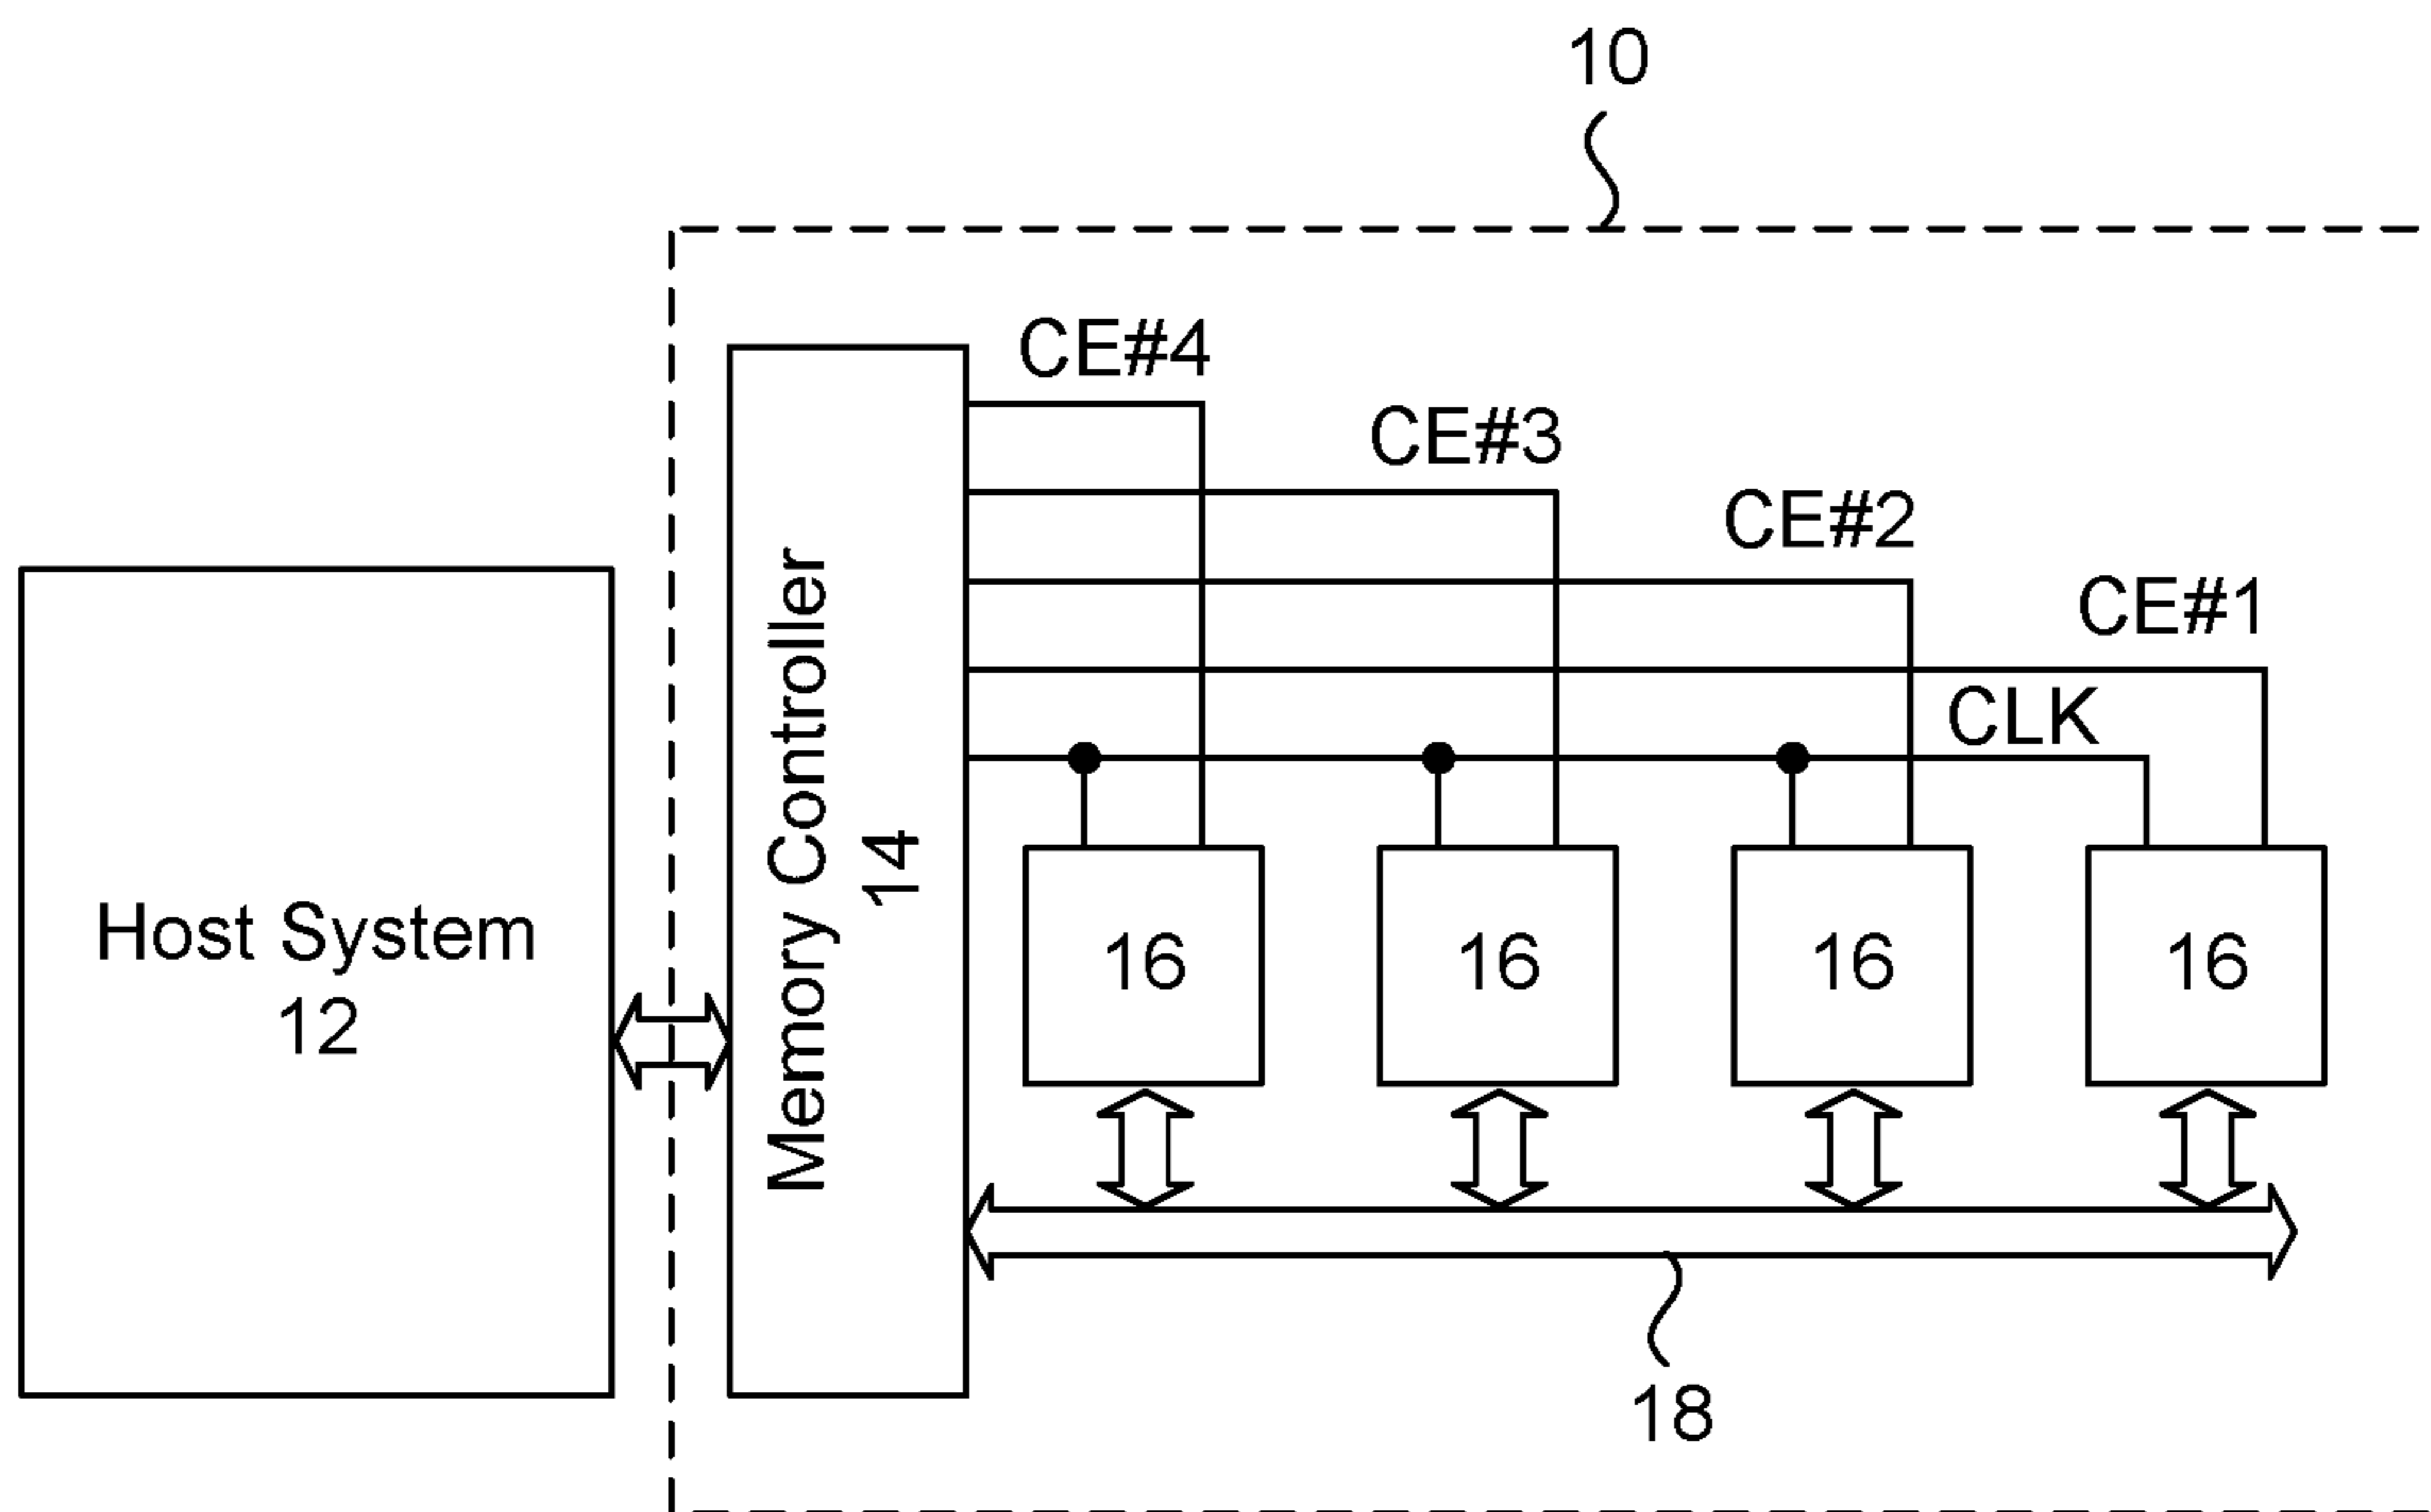 10
CE#4
CE#3
CE#2
CE#1
CLK
Memory Controller
14
Host System
12
16
16
16
16
18